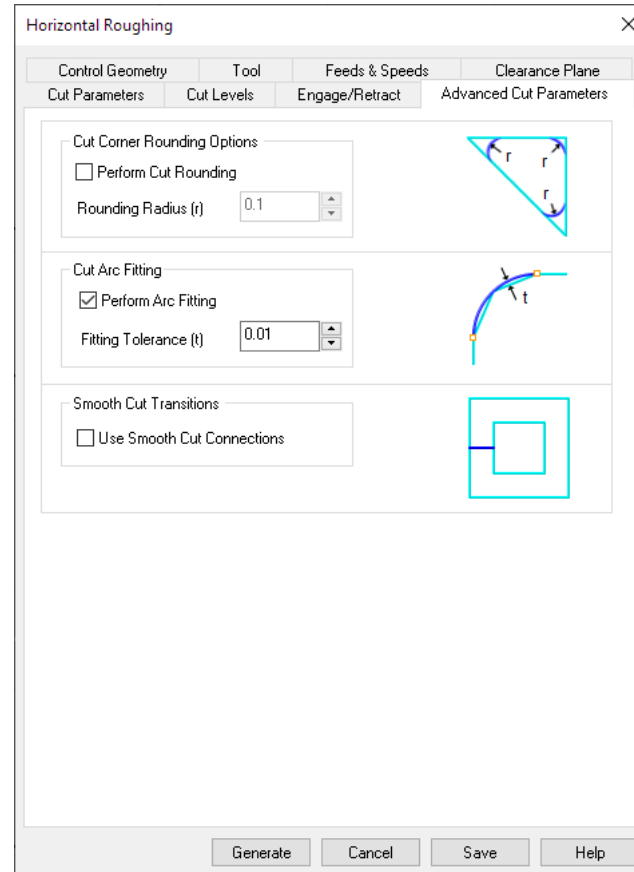 Horizontal Roughing
Control Geometry Tool Feeds & Speeds Clearance Plane
Cut Parameters Cut Levels Engage/Retract Advanced Cut Parameters
Cut Corner Rounding Options
Perform Cut Rounding
Rounding Radius (r) 0.1
r r
r
Cut Arc Fitting
Perform Arc Fitting
Fitting Tolerance (t) 0.01
t
Smooth Cut Transitions
Use Smooth Cut Connections
Generate Cancel Save Help